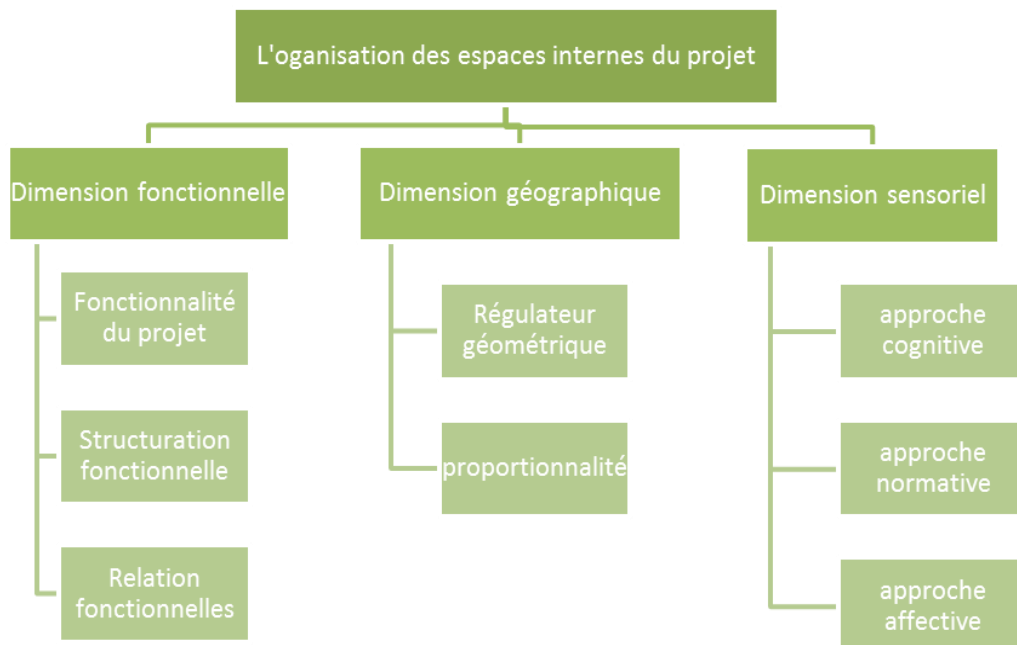 L'oganisation des espaces internes du projet
Dimension fonctionnelle
Dimension géographique
Dimension sensoriel
Fonctionnalité
du projet
Structuration
fonctionnelle
Relation
fonctionnelles
Régulateur
géométrique
proportionnalité
approche
cognitive
approche
normative
approche
affective